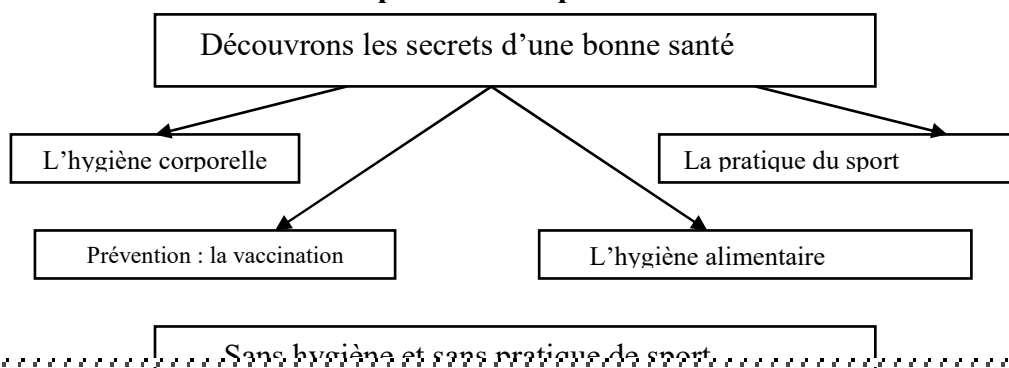 Découvrons les secrets d’une bonne santé
L’hygiène corporelle
La pratique du sport
Prévention : la vaccination
L’hygiène alimentaire
Sans hygiène et sans pratique de sport